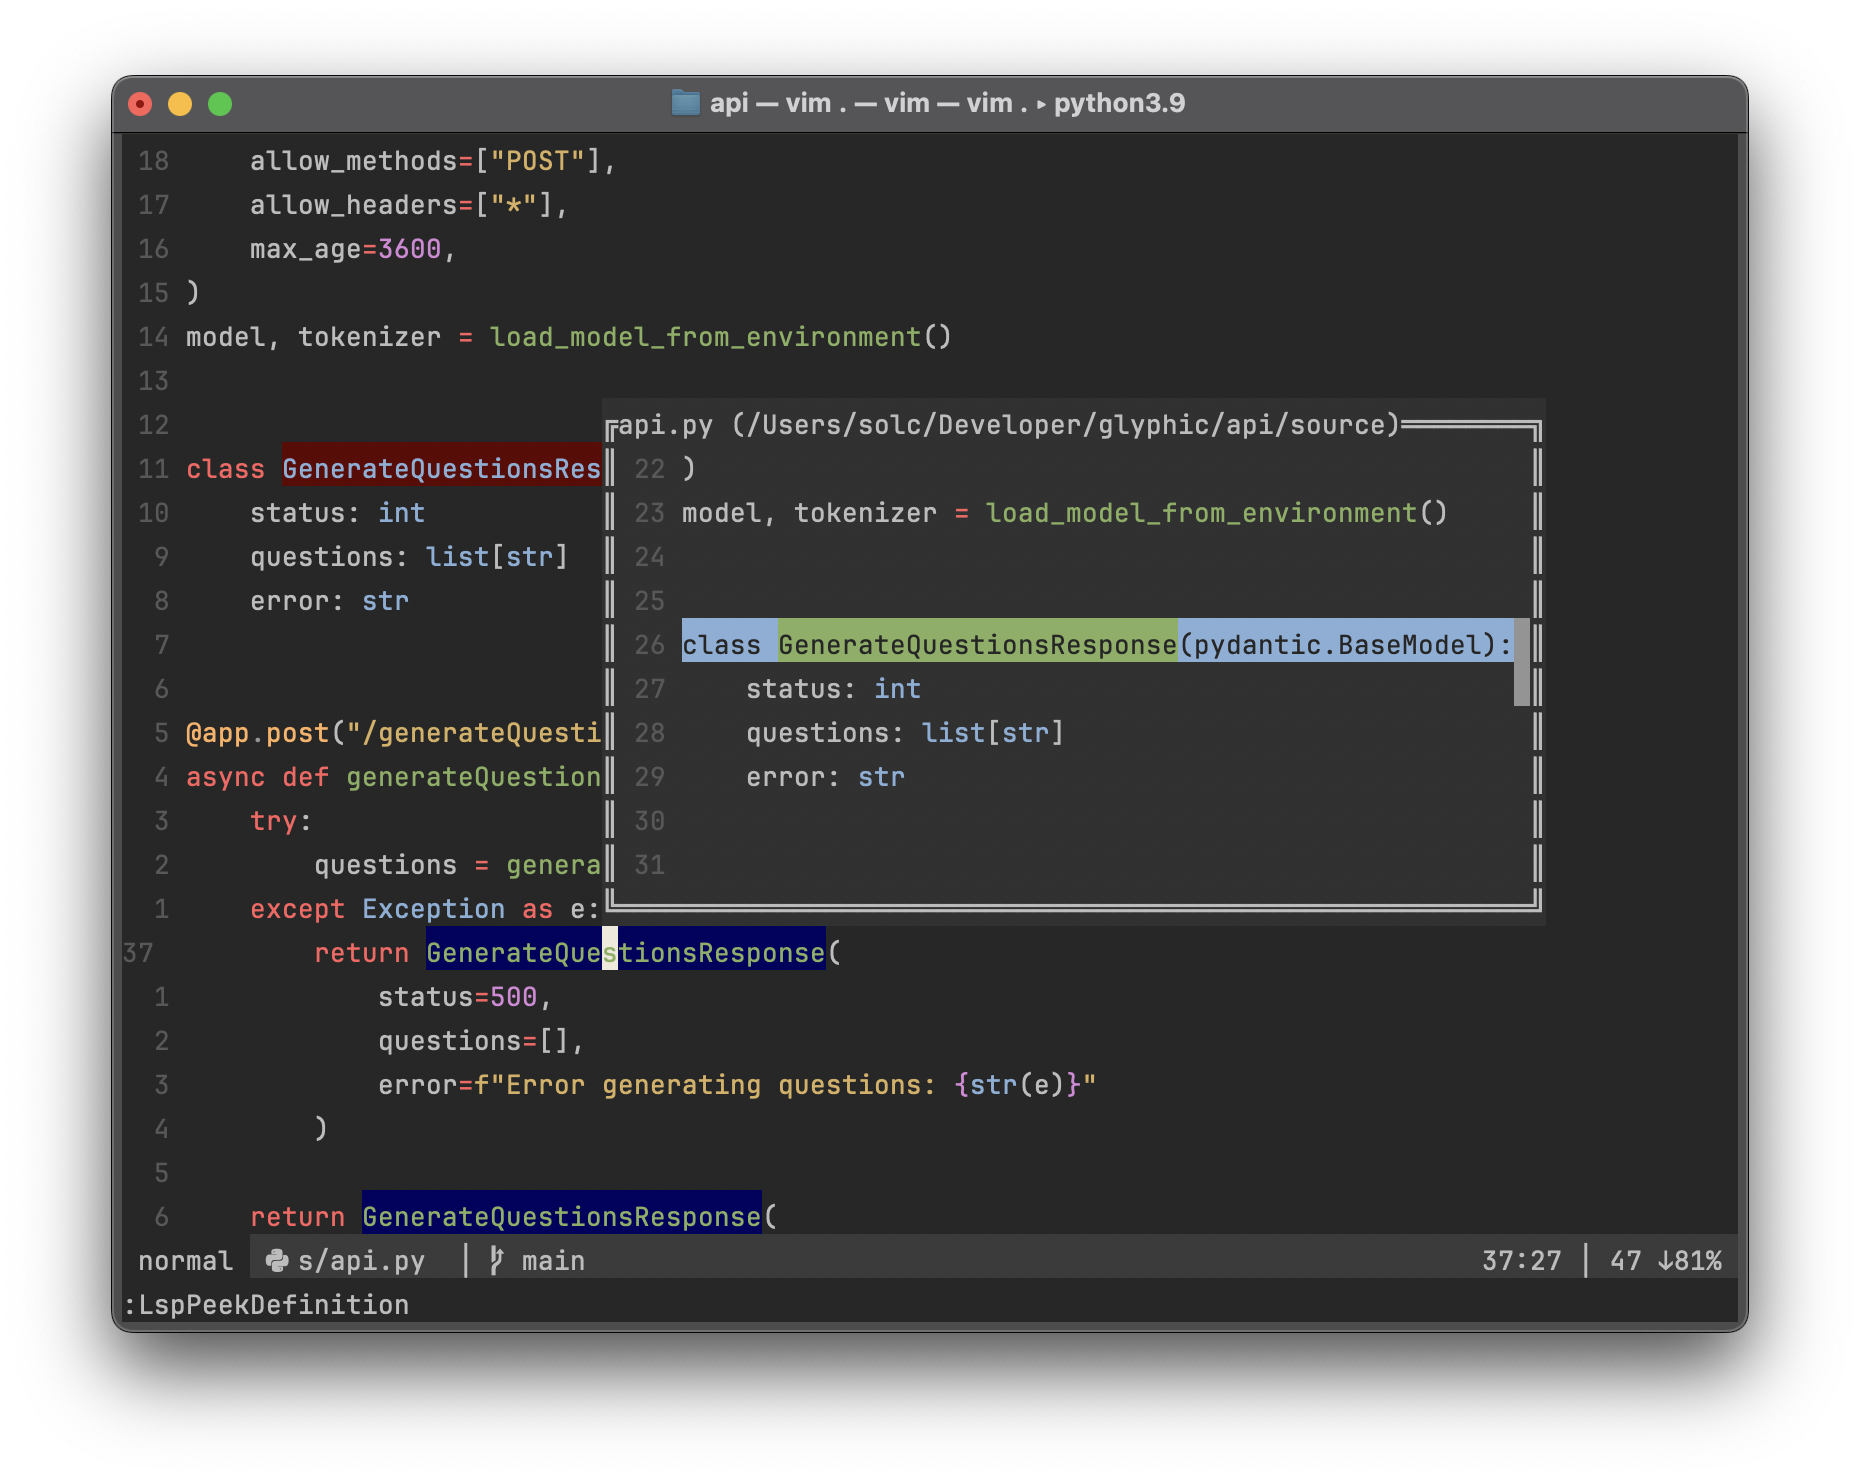 api — vim . — vim — vim . ▸ python3.9
18     allow_methods=["POST"],
17     allow_headers=["*"],
16     max_age=3600,
15 )
14 model, tokenizer = load_model_from_environment()
13
12
11 class GenerateQuestionsRes
10     status: int
9     questions: list[str]
8     error: str
7
6
5 @app.post("/generateQuesti
4 async def generateQuestion
3     try:
2         questions = genera
1     except Exception as e:
api.py (/Users/solc/Developer/glyphic/api/source)
22 )
23 model, tokenizer = load_model_from_environment()
24
25
26 class GenerateQuestionsResponse(pydantic.BaseModel):
27     status: int
28     questions: list[str]
29     error: str
30
31
37         return GenerateQuestionsResponse(
1             status=500,
2             questions=[],
3             error=f"Error generating questions: {str(e)}"
4         )
5
6     return GenerateQuestionsResponse(
normal s/api.py | main 37:27 | 47 ↓81%
:LspPeekDefinition